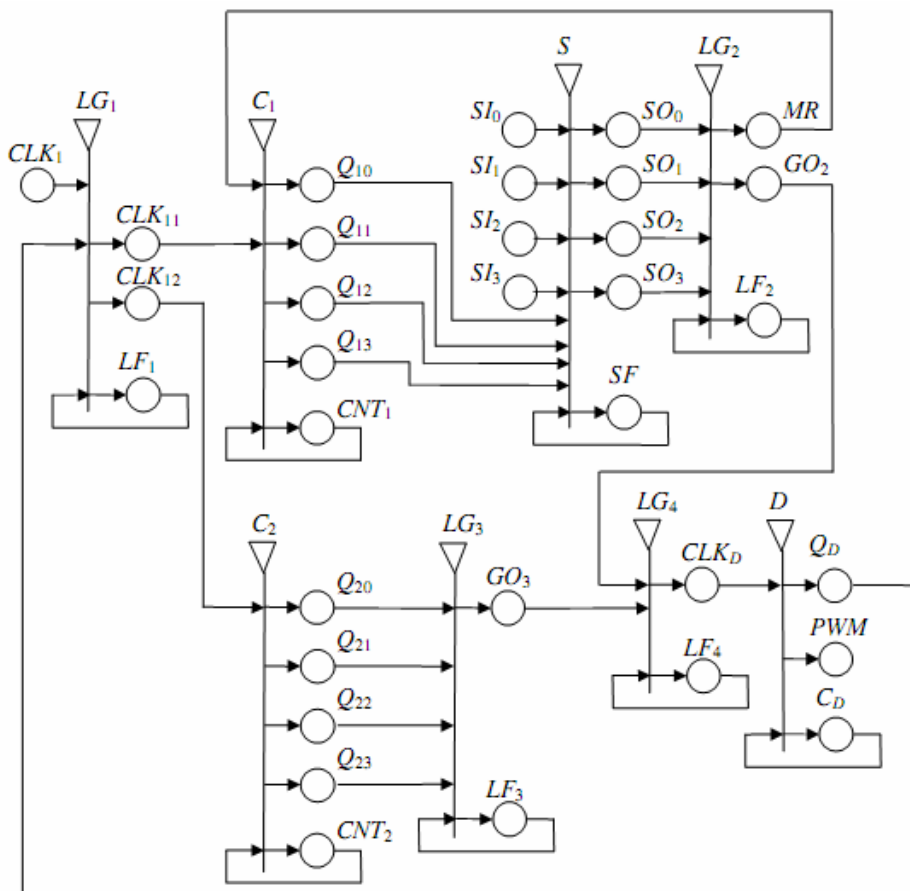 S
LG₂
LG₁
C₁
SI₀
SO₀
MR
CLK₁
Q₁₀
SI₁
SO₁
GO₂
CLK₁₁
Q₁₁
SI₂
SO₂
CLK₁₂
Q₁₂
SI₃
SO₃
LF₂
Q₁₃
LF₁
SF
CNT₁
C₂
LG₃
LG₄
D
CLK_D
Q_D
Q₂₀
GO₃
PWM
Q₂₁
LF₄
Q₂₂
C_D
Q₂₃
LF₃
CNT₂